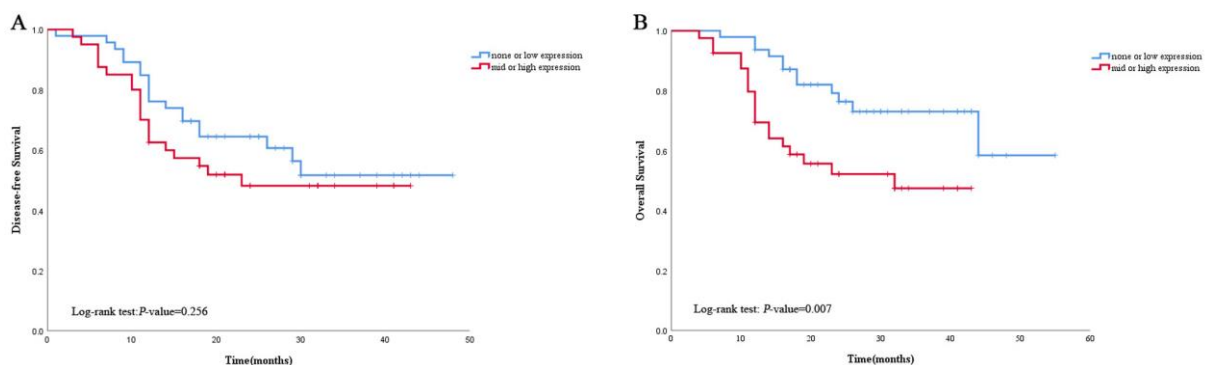 A
Disease-free Survival
1.0
0.8
0.6
0.4
0.2
0.0
none or low expression
mid or high expression
Log-rank test:P-value=0.256
0 10 20 30 40 50
Time(months)
B
Overall Survival
1.0
0.8
0.6
0.4
0.2
0.0
none or low expression
mid or high expression
Log-rank test: P-value=0.007
0 10 20 30 40 50 60
Time(months)